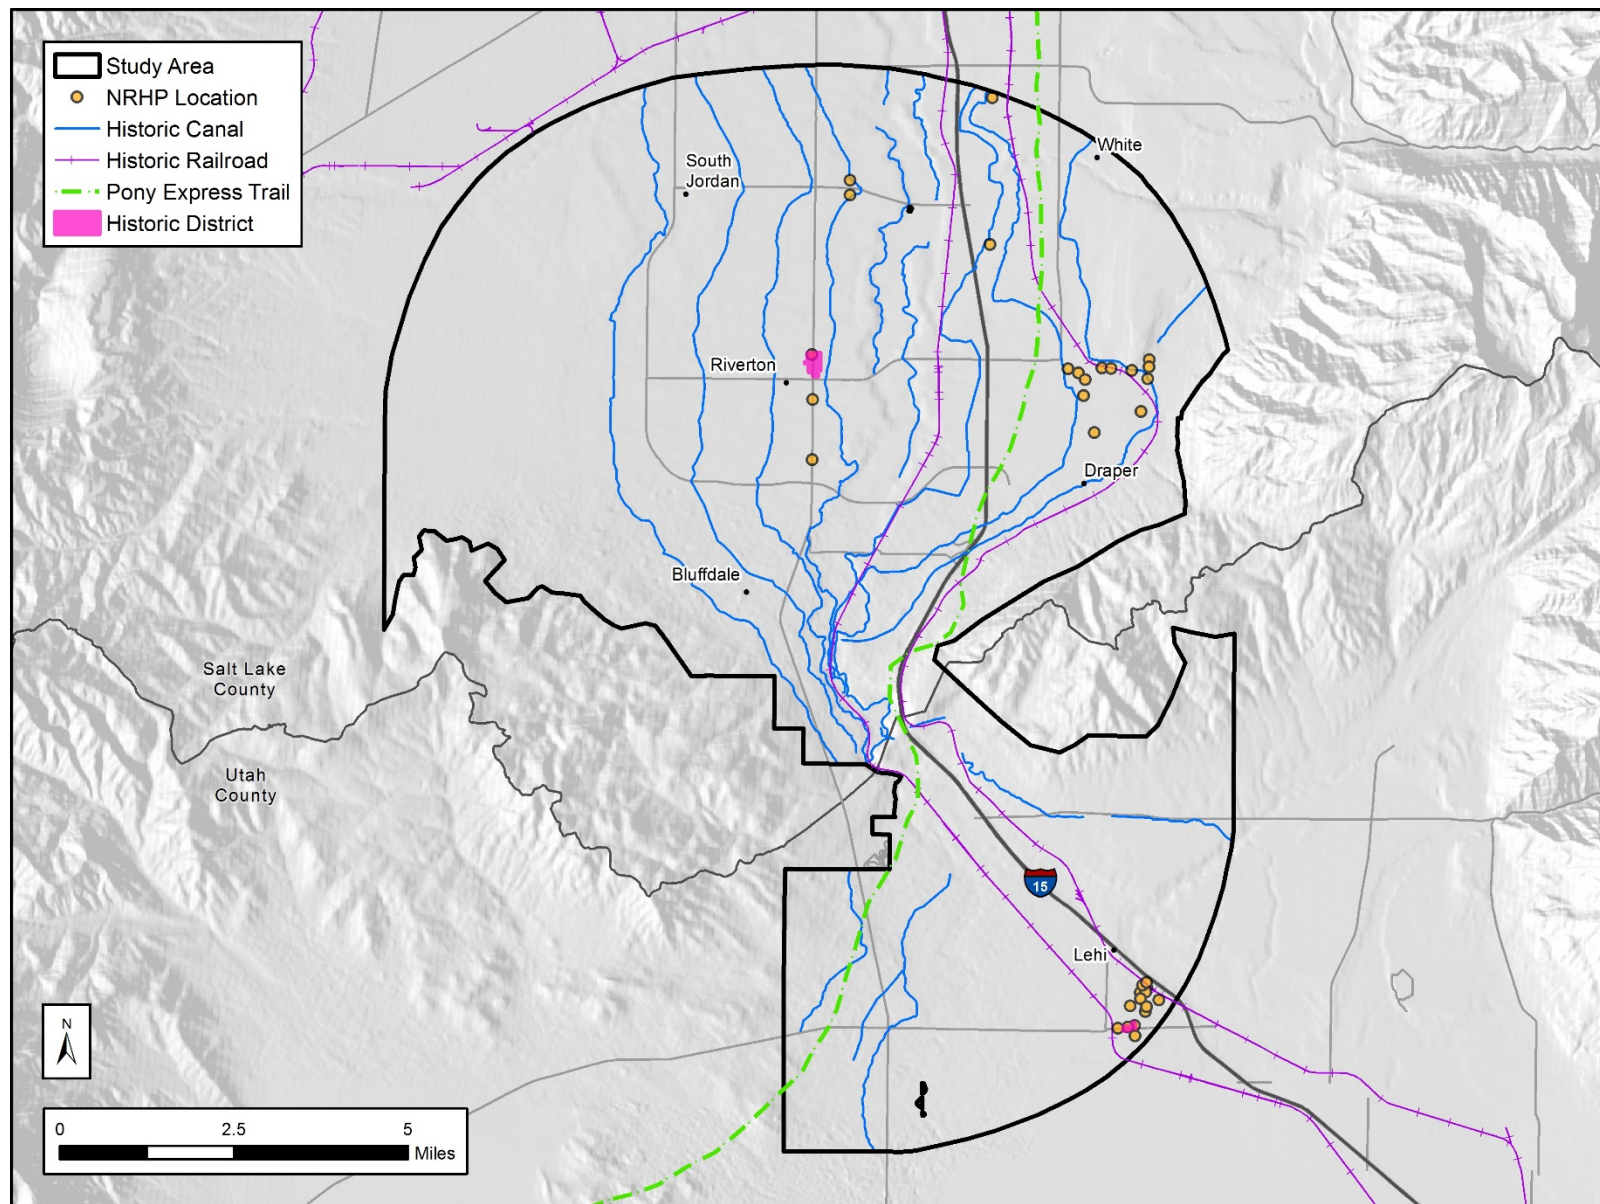 Study Area
NRHP Location
Historic Canal
Historic Railroad
Pony Express Trail
Historic District
White
South
Jordan
Riverton
Draper
Bluffdale
Salt Lake
County
Utah
County
15
Lehi
N
0 2.5 5
Miles